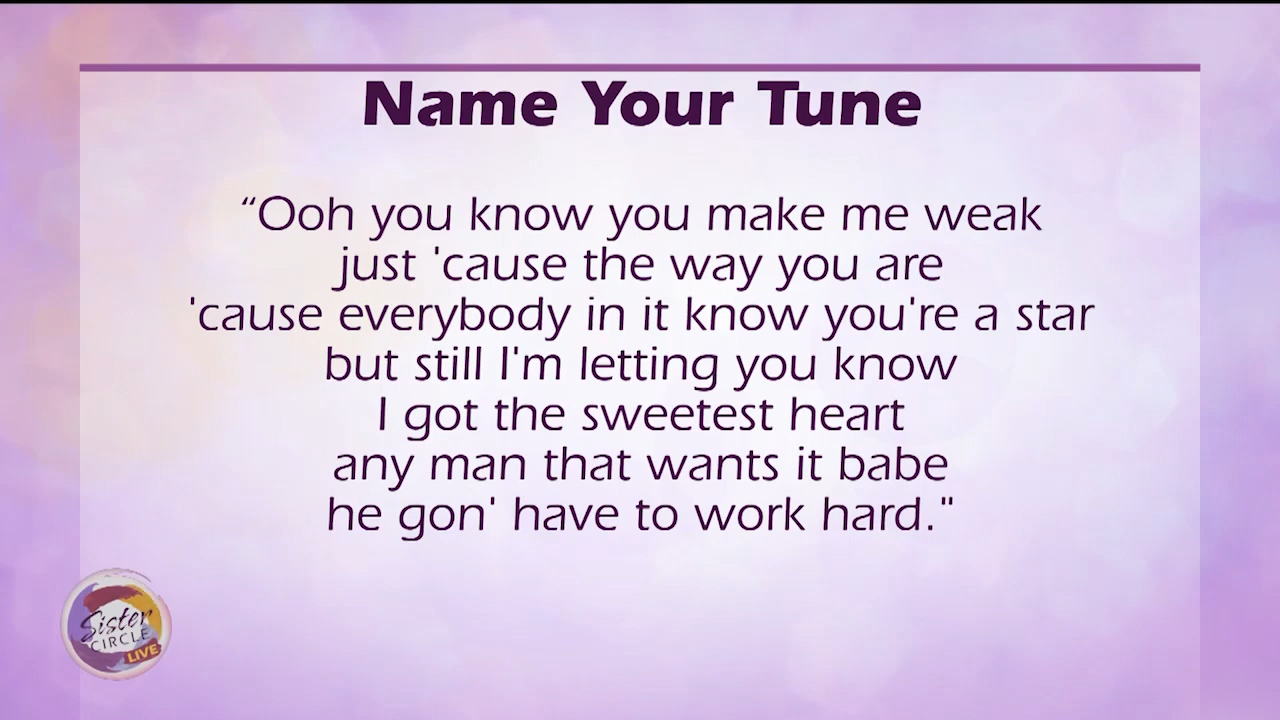 Name Your Tune
“Ooh you know you make me weak
just 'cause the way you are
'cause everybody in it know you're a star
but still I'm letting you know
I got the sweetest heart
any man that wants it babe
he gon' have to work hard."
Sister
CIRCLE
LIVE